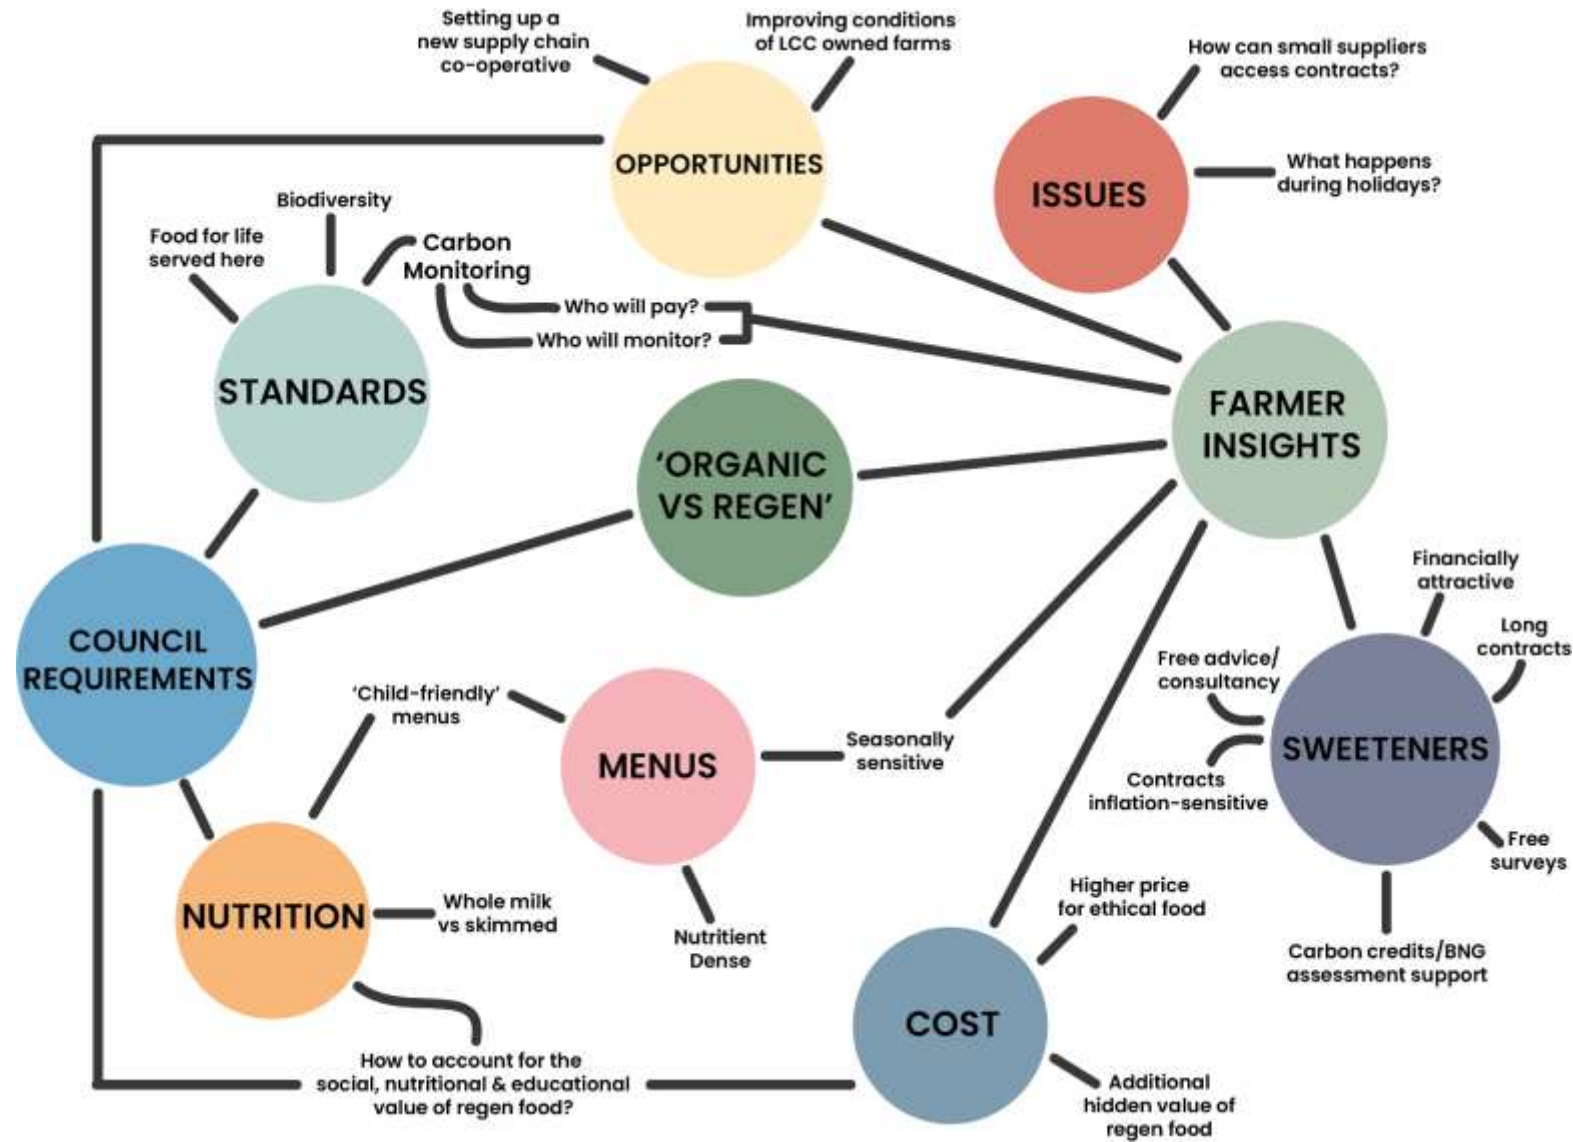 Setting up a
new supply chain
co-operative
Improving conditions
of LCC owned farms
How can small suppliers
access contracts?
OPPORTUNITIES
ISSUES
What happens
during holidays?
Biodiversity
Food for life
served here
Carbon
Monitoring
Who will pay?
Who will monitor?
STANDARDS
'ORGANIC
VS REGEN'
FARMER
INSIGHTS
COUNCIL
REQUIREMENTS
Financially
attractive
Long
contracts
Free advice/
consultancy
SWEETENERS
Contracts
inflation-sensitive
Free
surveys
Carbon credits/BNG
assessment support
'Child-friendly'
menus
MENUS
Seasonally
sensitive
Nutritient
Dense
NUTRITION
Whole milk
vs skimmed
Higher price
for ethical food
COST
How to account for the
social, nutritional & educational
value of regen food?
Additional
hidden value of
regen food